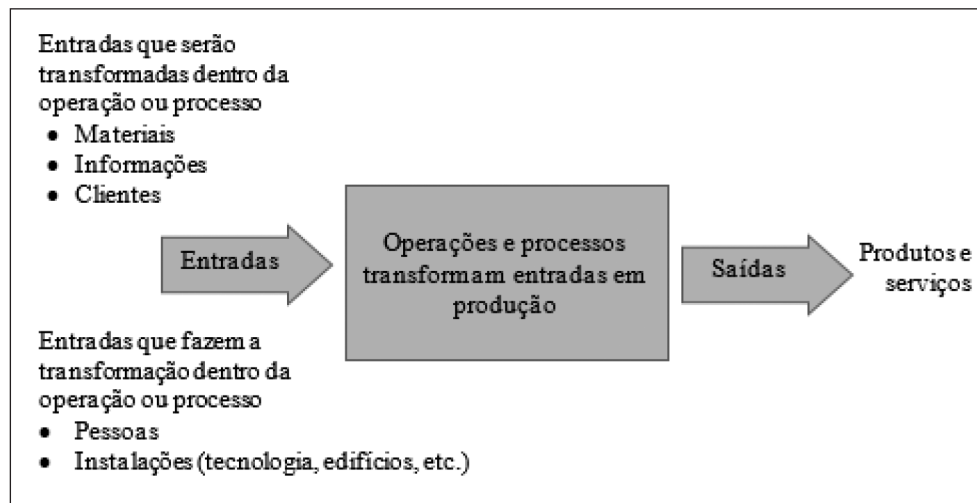 Entradas que serão
transformadas dentro da
operação ou processo
● Materiais
● Informações
● Clientes
Entradas
Operações e processos
transformam entradas em
produção
Saídas
Produtos e
serviços
Entradas que fazem a
transformação dentro da
operação ou processo
● Pessoas
● Instalações (tecnologia, edifícios, etc.)